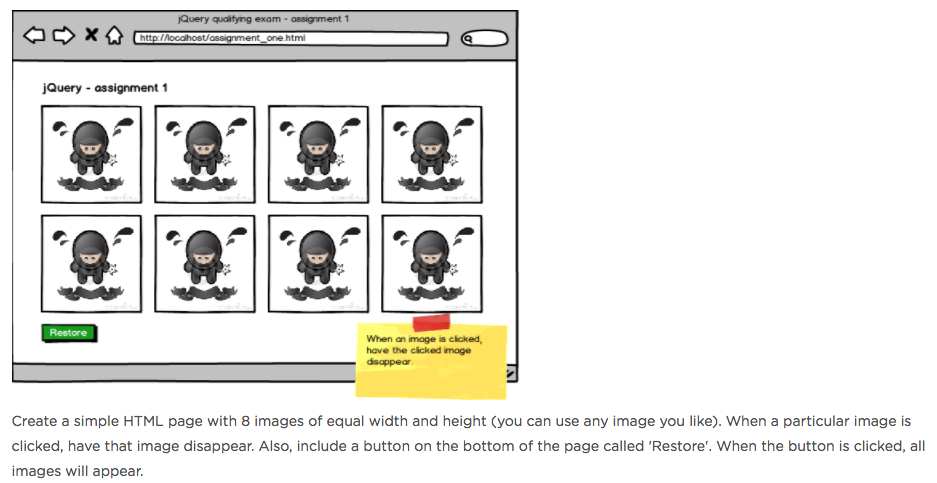 jQuery qualifying exam - assignment 1
http://localhost/assignment_one.html
jQuery - assignment 1
Restore
When an image is clicked,
have the clicked image
disappear.
Create a simple HTML page with 8 images of equal width and height (you can use any image you like). When a particular image is
clicked, have that image disappear. Also, include a button on the bottom of the page called 'Restore'. When the button is clicked, all
images will appear.